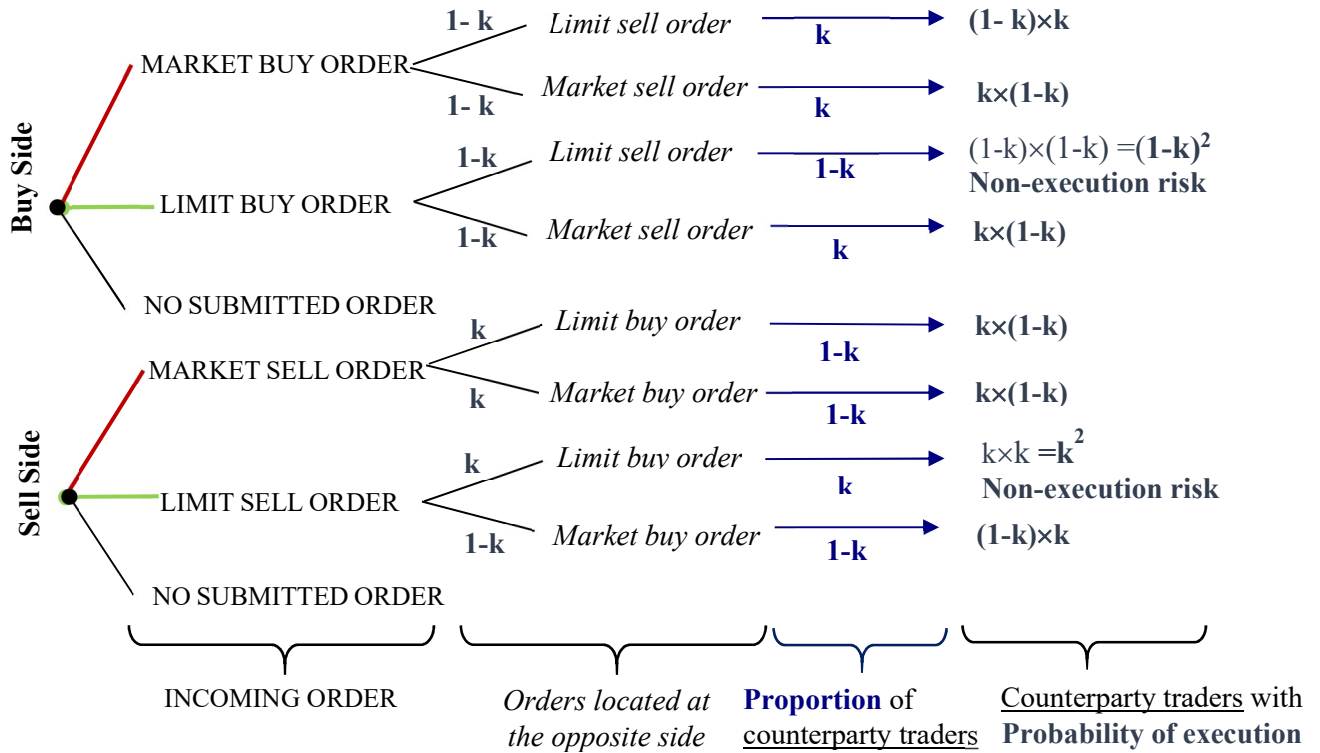 Buy Side
MARKET BUY ORDER
1- k
Limit sell order
k
(1- k)×k
1- k
Market sell order
k
k×(1-k)
LIMIT BUY ORDER
1-k
Limit sell order
1-k
(1-k)×(1-k) =(1-k)²
Non-execution risk
1-k
Market sell order
k
k×(1-k)
NO SUBMITTED ORDER
Sell Side
MARKET SELL ORDER
k
Limit buy order
1-k
k×(1-k)
k
Market buy order
1-k
k×(1-k)
LIMIT SELL ORDER
k
Limit buy order
k
k×k =k²
Non-execution risk
1-k
Market buy order
1-k
(1-k)×k
NO SUBMITTED ORDER
INCOMING ORDER
Orders located at
the opposite side
Proportion of
counterparty traders
Counterparty traders with
Probability of execution